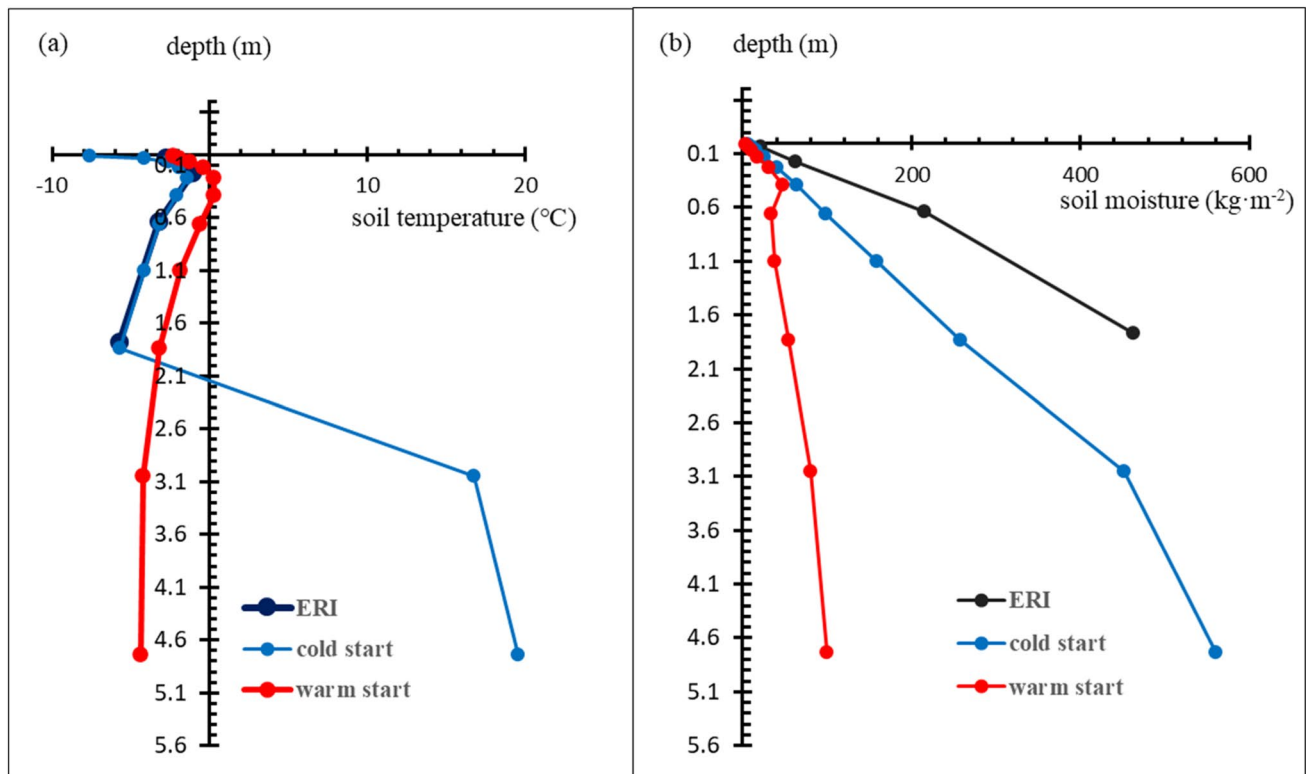 (a)
depth (m)
-10
10
20
0.1
soil temperature (°C)
0.6
1.1
1.6
2.1
2.6
3.1
3.6
4.1
4.6
5.1
5.6
ERI
cold start
warm start
(b)
depth (m)
0.1
200
400
600
soil moisture (kg·m-2)
0.6
1.1
1.6
2.1
2.6
3.1
3.6
4.1
4.6
5.1
5.6
ERI
cold start
warm start